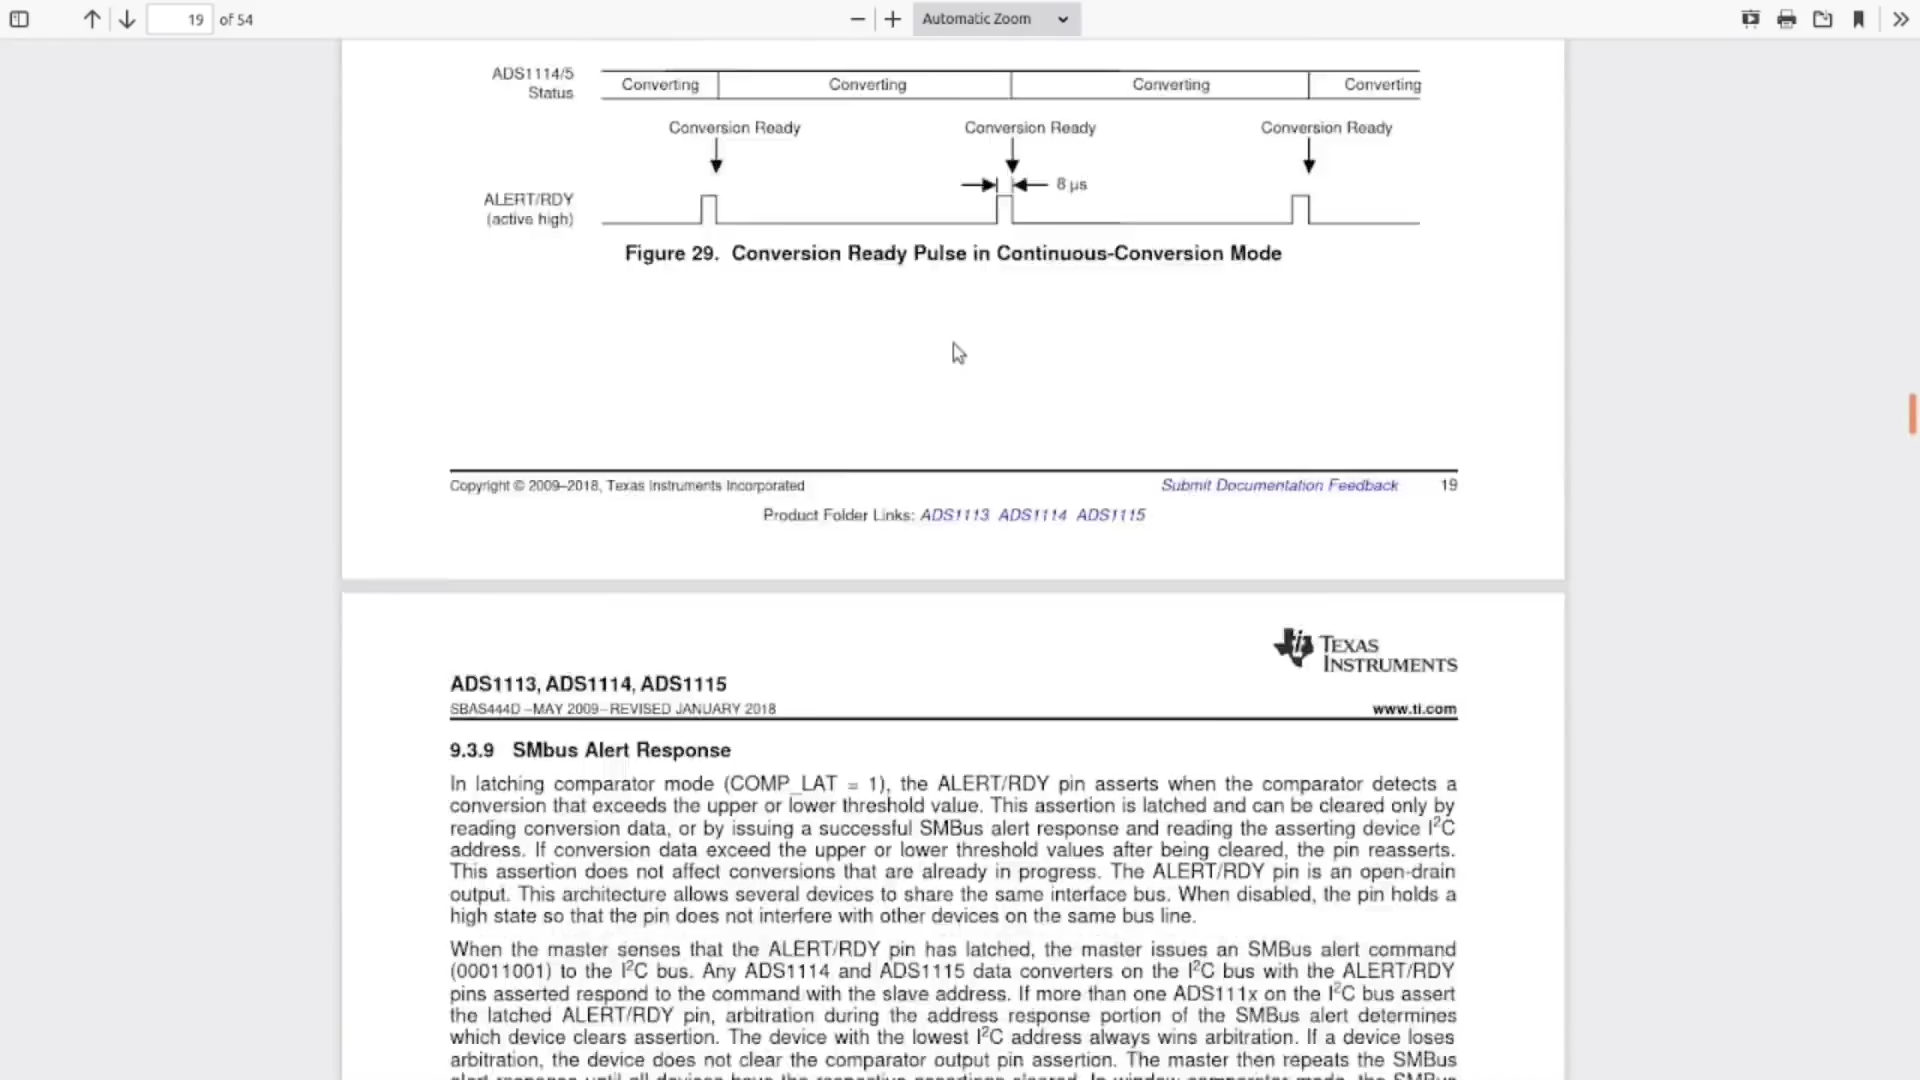 19 of 54
Automatic Zoom
ADS1114/5
Status
Converting Converting Converting Converting
Conversion Ready Conversion Ready Conversion Ready
8 µs
ALERT/RDY
(active high)
Figure 29. Conversion Ready Pulse in Continuous-Conversion Mode
Copyright © 2009–2018, Texas Instruments Incorporated
Submit Documentation Feedback 19
Product Folder Links: ADS1113 ADS1114 ADS1115
TEXAS
INSTRUMENTS
ADS1113, ADS1114, ADS1115
SBAS444D –MAY 2009–REVISED JANUARY 2018
www.ti.com
9.3.9 SMbus Alert Response
In latching comparator mode (COMP_LAT = 1), the ALERT/RDY pin asserts when the comparator detects a
conversion that exceeds the upper or lower threshold value. This assertion is latched and can be cleared only by
reading conversion data, or by issuing a successful SMBus alert response and reading the asserting device I²C
address. If conversion data exceed the upper or lower threshold values after being cleared, the pin reasserts.
This assertion does not affect conversions that are already in progress. The ALERT/RDY pin is an open-drain
output. This architecture allows several devices to share the same interface bus. When disabled, the pin holds a
high state so that the pin does not interfere with other devices on the same bus line.
When the master senses that the ALERT/RDY pin has latched, the master issues an SMBus alert command
(00011001) to the I²C bus. Any ADS1114 and ADS1115 data converters on the I²C bus with the ALERT/RDY
pins asserted respond to the command with the slave address. If more than one ADS111x on the I²C bus assert
the latched ALERT/RDY pin, arbitration during the address response portion of the SMBus alert determines
which device clears assertion. The device with the lowest I²C address always wins arbitration. If a device loses
arbitration, the device does not clear the comparator output pin assertion. The master then repeats the SMBus